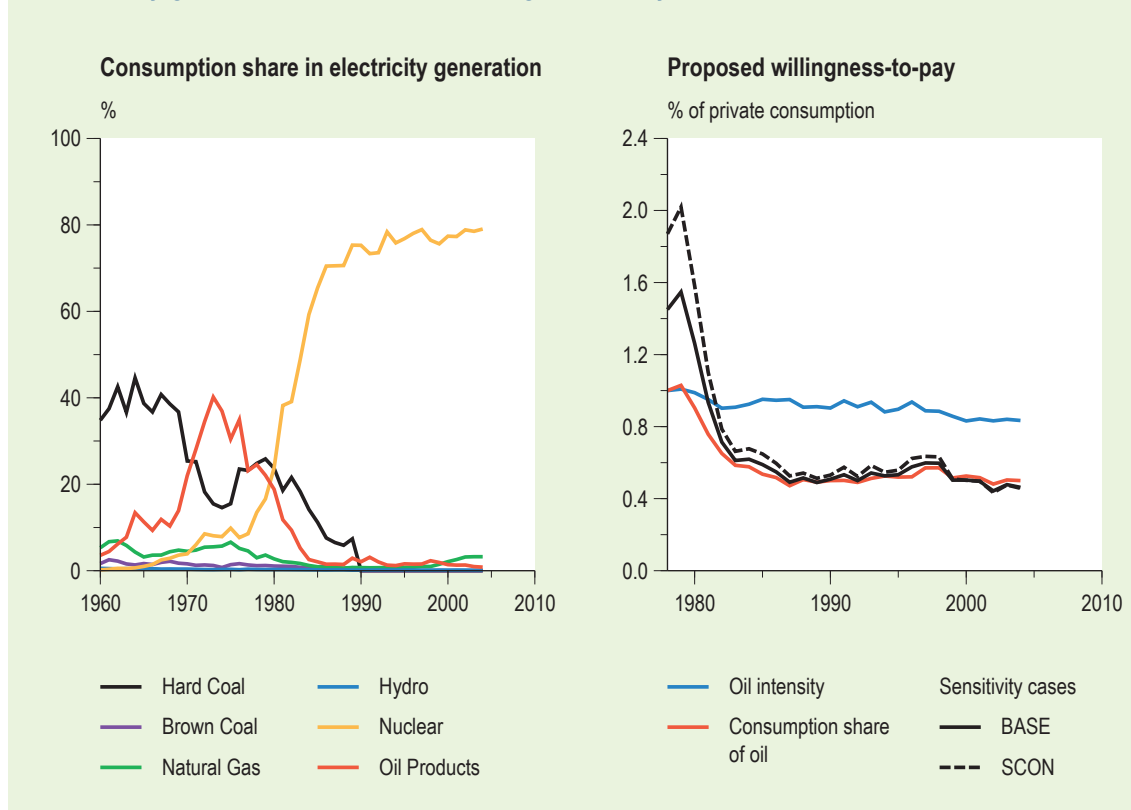 Consumption share in electricity generation
%
100
80
60
40
20
0
1960 1970 1980 1990 2000 2010
Hard Coal
Brown Coal
Natural Gas
Hydro
Nuclear
Oil Products
Proposed willingness-to-pay
% of private consumption
2.4
2.0
1.6
1.2
0.8
0.4
0.0
1980 1990 2000 2010
Oil intensity
Consumption share
of oil
Sensitivity cases
BASE
SCON